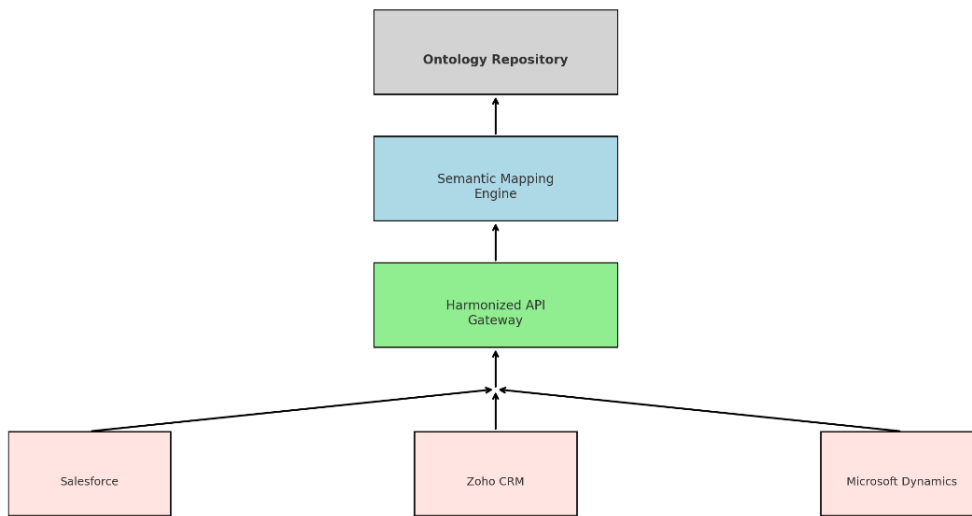 Ontology Repository
Semantic Mapping
Engine
Harmonized API
Gateway
Salesforce
Zoho CRM
Microsoft Dynamics